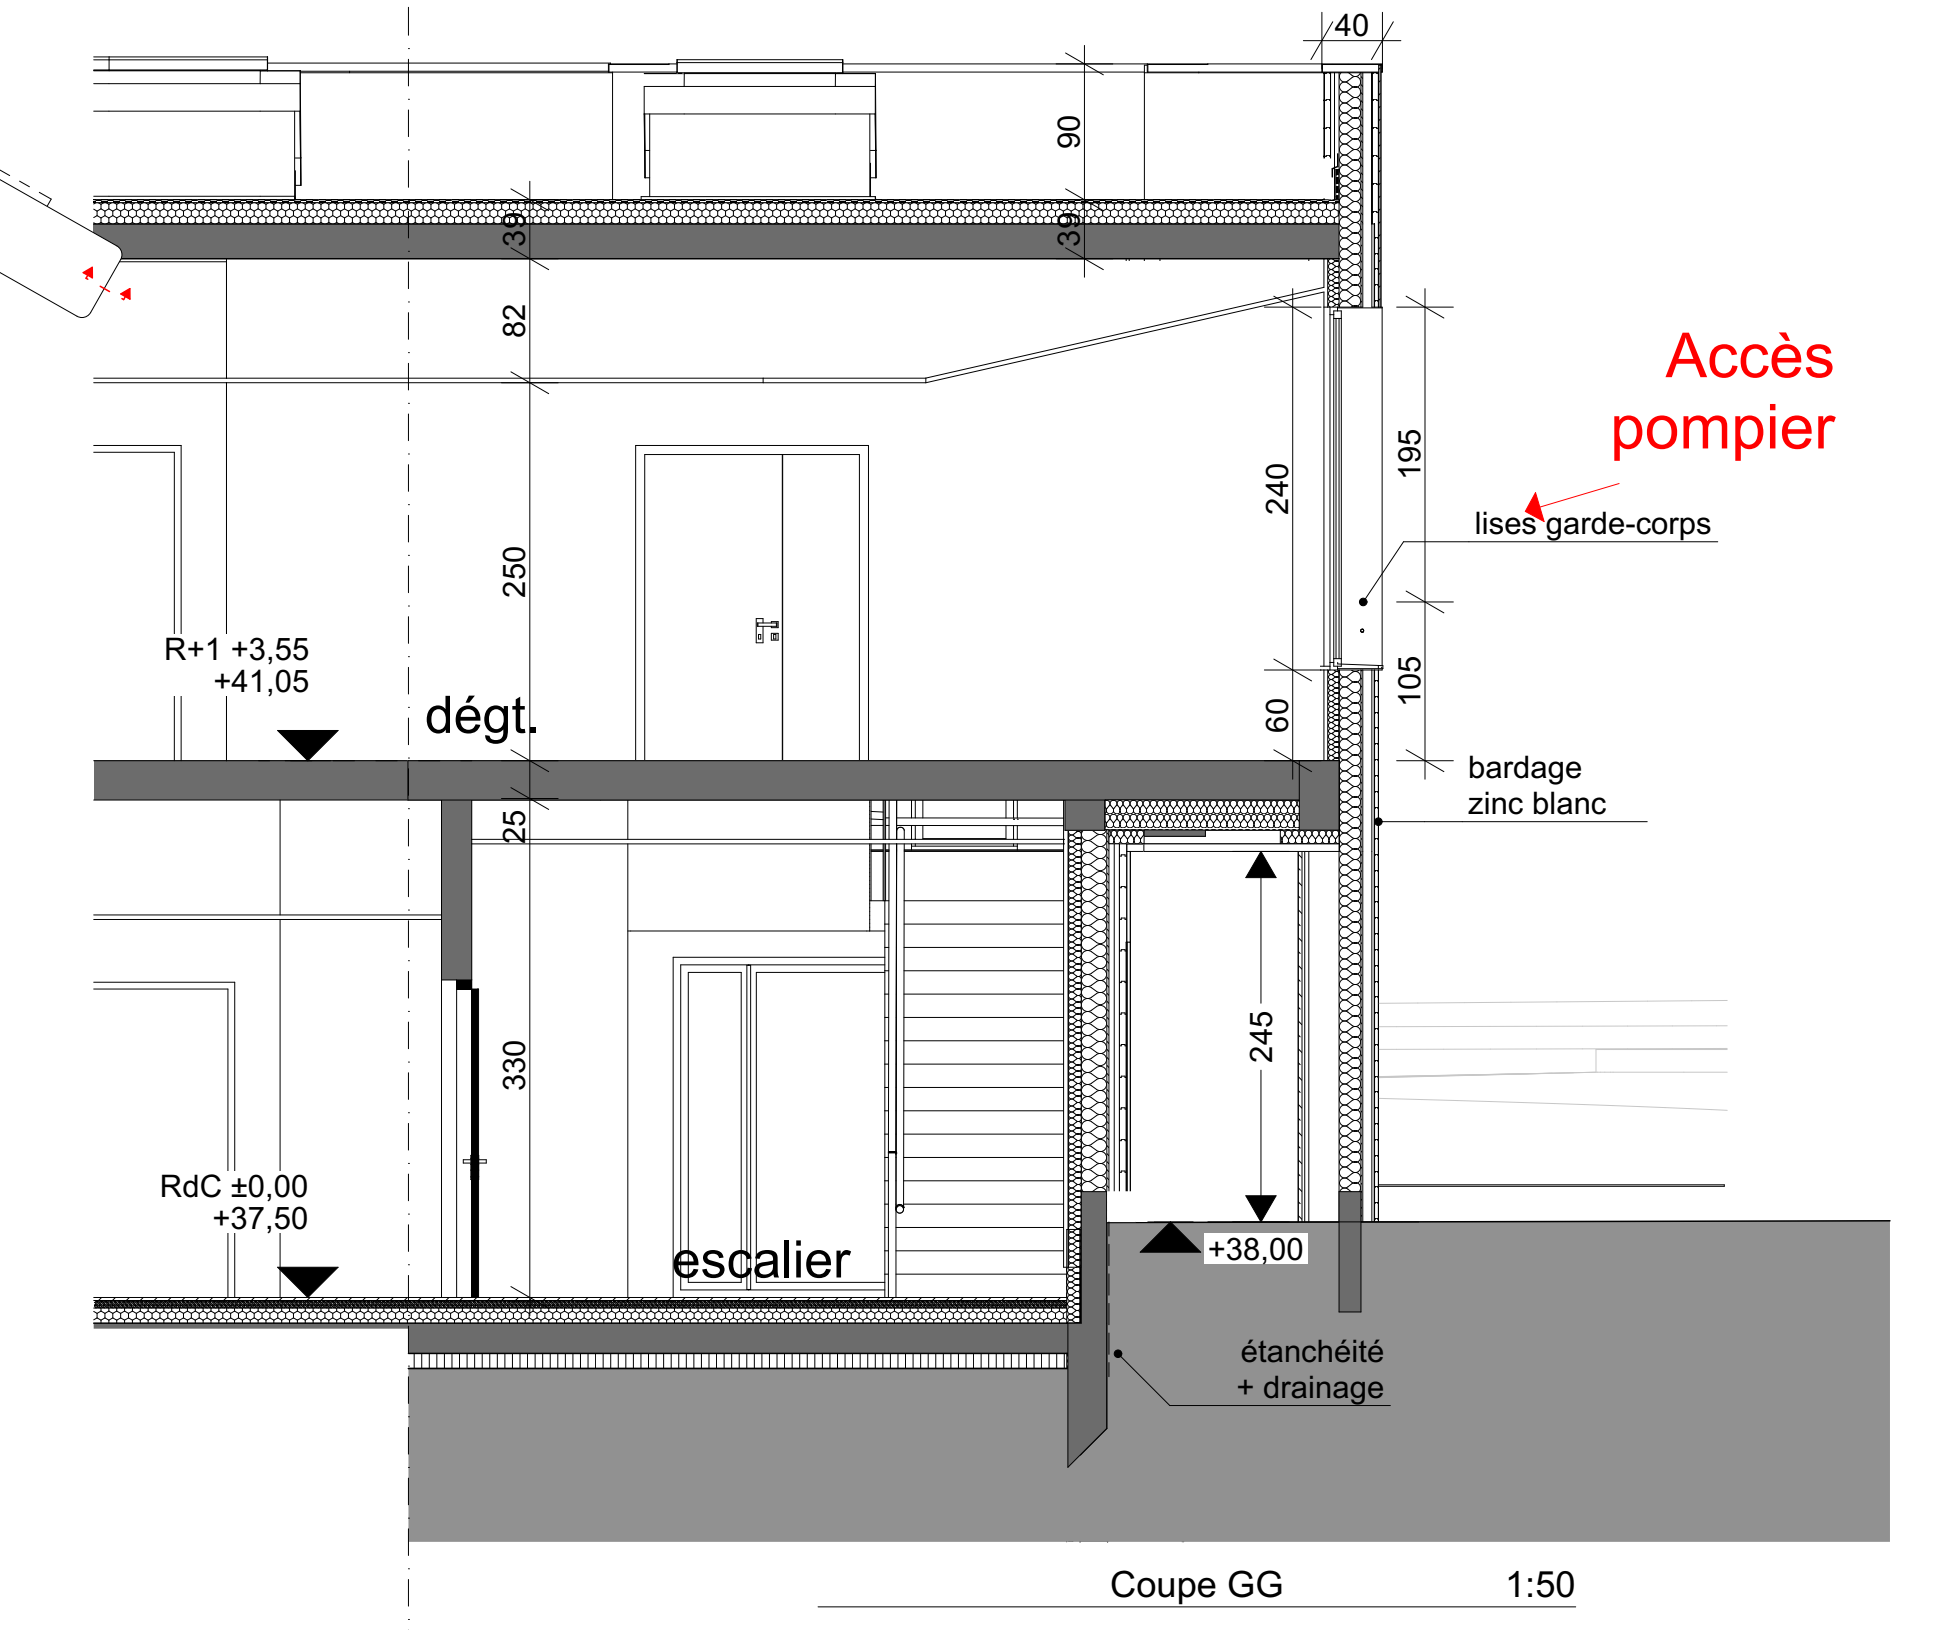 40
90
39
39
82
Accès
pompier
195
240
lises garde-corps
250
R+1 +3,55
+41,05
dégt.
105
60
bardage
zinc blanc
25
245
330
RdC ±0,00
+37,50
escalier
+38,00
étanchéité
+ drainage
Coupe GG 1:50